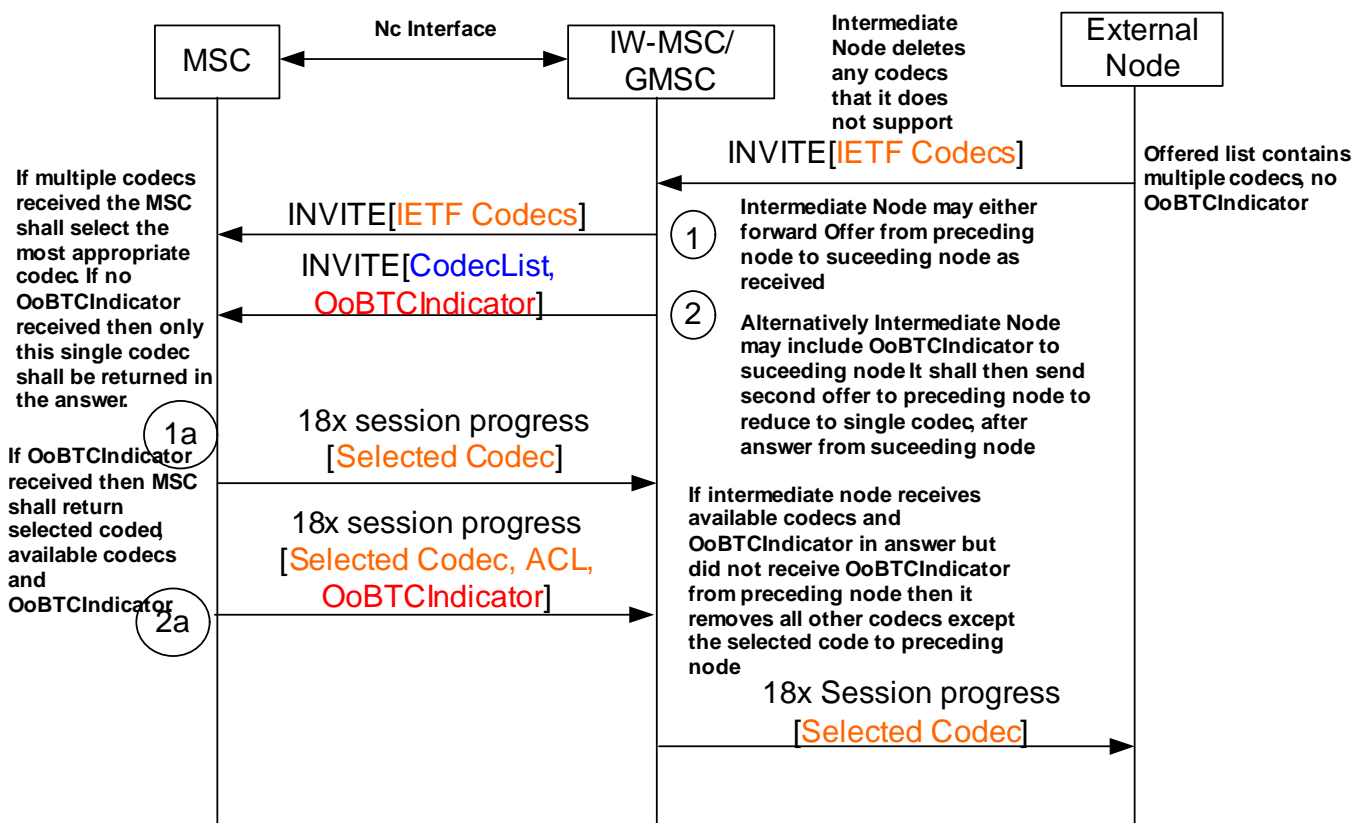 MSC
Nc Interface
IW-MSC/
GMSC
Intermediate
Node deletes
any codecs
that it does
not support
External
Node
INVITE[IETF Codecs]
Offered list contains
multiple codecs, no
OoBTCIndicator
If multiple codecs
received the MSC
shall select the
most appropriate
codec. If no
OoBTCIndicator
received then only
this single codec
shall be returned in
the answer.
INVITE[IETF Codecs]
1
Intermediate Node may either
forward Offer from preceding
node to suceeding node as
received
INVITE[CodecList,
OoBTCIndicator]
2
Alternatively Intermediate Node
may include OoBTCIndicator to
suceeding node It shall then send
second offer to preceding node to
reduce to single codec, after
answer from suceeding node
1a
18x session progress
[Selected Codec]
If OoBTCIndicator
received then MSC
shall return
selected coded,
available codecs
and
OoBTCIndicator
18x session progress
[Selected Codec, ACL,
OoBTCIndicator]
2a
If intermediate node receives
available codecs and
OoBTCIndicator in answer but
did not receive OoBTCIndicator
from preceding node then it
removes all other codecs except
the selected code to preceding
node
18x Session progress
[Selected Codec]